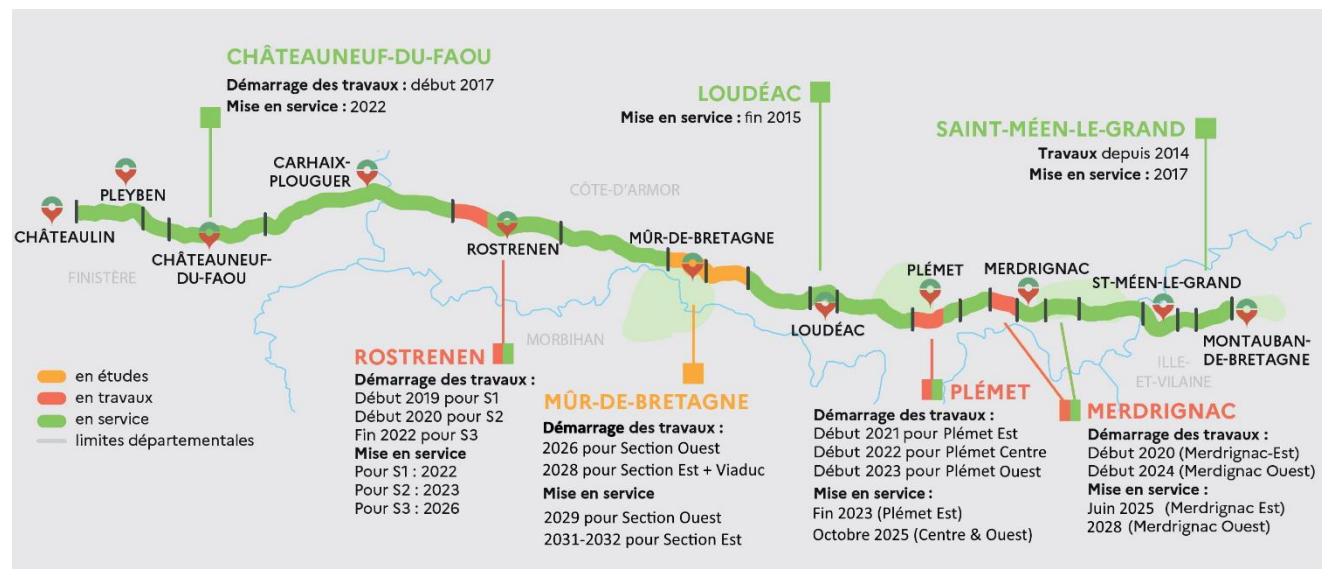 CHÂTEAUNEUF-DU-FAOU
Démarrage des travaux : début 2017
Mise en service : 2022
LOUDÉAC
Mise en service : fin 2015
SAINT-MÉEN-LE-GRAND
Travaux depuis 2014
Mise en service : 2017
CHÂTEAULIN
PLEYBEN
CHÂTEAUNEUF-
DU-FAOU
CARHAIX-
PLOUGUER
ROSTRENEN
MÛR-DE-BRETAGNE
LOUDÉAC
PLÉMET
MERDRIGNAC
ST-MÉEN-LE-GRAND
MONTAUBAN-
DE-BRETAGNE
FINISTÈRE
CÔTE-D'ARMOR
MORBIHAN
ILLE-
ET-VILAINE
en études
en travaux
en service
limites départementales
ROSTRENEN
Démarrage des travaux :
Début 2019 pour S1
Début 2020 pour S2
Fin 2022 pour S3
Mise en service
Pour S1 : 2022
Pour S2 : 2023
Pour S3 : 2026
MÛR-DE-BRETAGNE
Démarrage des travaux :
2026 pour Section Ouest
2028 pour Section Est + Viaduc
Mise en service
2029 pour Section Ouest
2031-2032 pour Section Est
PLÉMET
Démarrage des travaux :
Début 2021 pour Plémet Est
Début 2022 pour Plémet Centre
Début 2023 pour Plémet Ouest
Mise en service :
Fin 2023 (Plémet Est)
Octobre 2025 (Centre & Ouest)
MERDRIGNAC
Démarrage des travaux :
Début 2020 (Merdrignac-Est)
Début 2024 (Merdignac Ouest)
Mise en service :
Juin 2025 (Merdrignac Est)
2028 (Merdrignac Ouest)